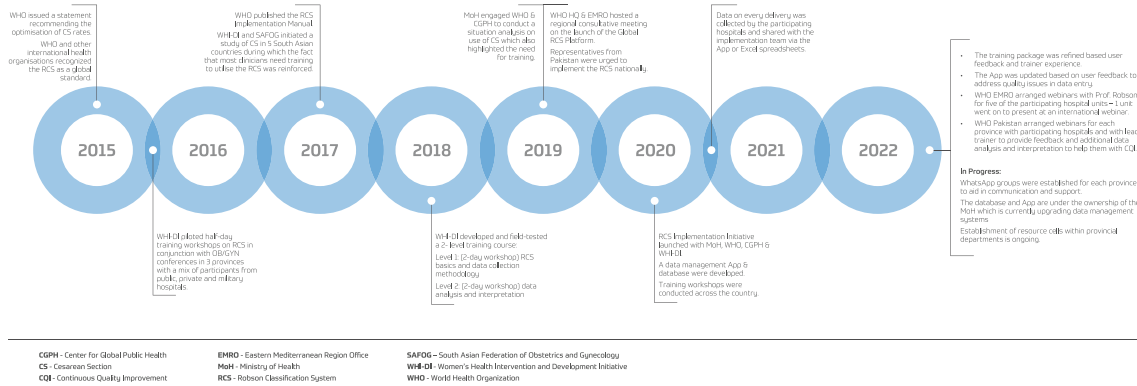 WHO issued a statement
recommending the
optimisation of CS rates.
WHO and other
international health
organisations recognized
the RCS as a global
standard.
WHO published the RCS
Implementation Manual.
WHI-DI and SAFOG initiated a
study of CS in 5 South Asian
countries during which the fact
that most clinicians need training
to utilise the RCS was reinforced.
MoH engaged WHO &
CGPH to conduct a
situation analysis on
use of CS which also
highlighted the need
for training.
WHO HQ & EMRO hosted a
regional consultative meeting
on the launch of the Global
RCS Platform.
Representatives from
Pakistan were urged to
implement the RCS nationally.
Data on every delivery was
collected by the participating
hospitals and shared with the
implementation team via the
App or Excel spreadsheets.
2015
2016
2017
2018
2019
2020
2021
2022
WHI-DI piloted half-day
training workshops on RCS in
conjunction with OB/GYN
conferences in 3 provinces
with a mix of participants from
public, private and military
hospitals.
WHI-DI developed and field-tested
a 2-level training course:
Level 1: (2-day workshop) RCS
basics and data collection
methodology
Level 2: (2-day workshop) data
analysis and interpretation
RCS Implementation Initiative
launched with MoH, WHO, CGPH &
WHI-DI.
A data management App &
database were developed.
Training workshops were
conducted across the country.
• The training package was refined based user
feedback and trainer experience.
• The App was updated based on user feedback to
address quality issues in data entry.
• WHO EMRO arranged webinars with Prof. Robson
for five of the participating hospital units – 1 unit
went on to present at an international webinar.
• WHO Pakistan arranged webinars for each
province with participating hospitals and with lead
trainer to provide feedback and additional data
analysis and interpretation to help them with CQI.
In Progress:
WhatsApp groups were established for each province
to aid in communication and support.
The database and App are under the ownership of the
MoH which is currently upgrading data management
systems
Establishment of resource cells within provincial
departments is ongoing.
CGPH - Center for Global Public Health
CS - Cesarean Section
CQI - Continuous Quality Improvement
EMRO - Eastern Mediterranean Region Office
MoH - Ministry of Health
RCS - Robson Classification System
SAFOG – South Asian Federation of Obstetrics and Gynecology
WHI-DI - Women's Health Intervention and Development Initiative
WHO - World Health Organization